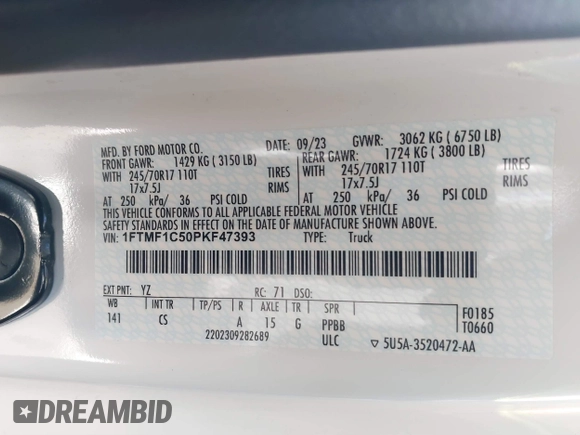 MFD. BY FORD MOTOR CO. DATE: 09/23 GVWR: 3062 KG ( 6750 LB)
FRONT GAWR: 1429 KG ( 3150 LB) REAR GAWR: 1724 KG ( 3800 LB)
WITH 245/70R17 110T TIRES WITH 245/70R17 110T TIRES
17x7.5J RIMS 17x7.5J RIMS
AT 250 kPa/ 36 PSI COLD AT 250 kPa/ 36 PSI COLD
THIS VEHICLE CONFORMS TO ALL APPLICABLE FEDERAL MOTOR VEHICLE
SAFETY STANDARDS IN EFFECT ON THE DATE OF MANUFACTURE SHOWN ABOVE.
VIN: 1FTMF1C50PKF47393 TYPE: Truck
EXT PNT: YZ RC: 71 DSO:
WB INT TR TP/PS R AXLE TR SPR F0185
141 CS A 15 G PPBB T0660
2202309282689 ULC ▽ 5U5A-3520472-AA
DREAMBID